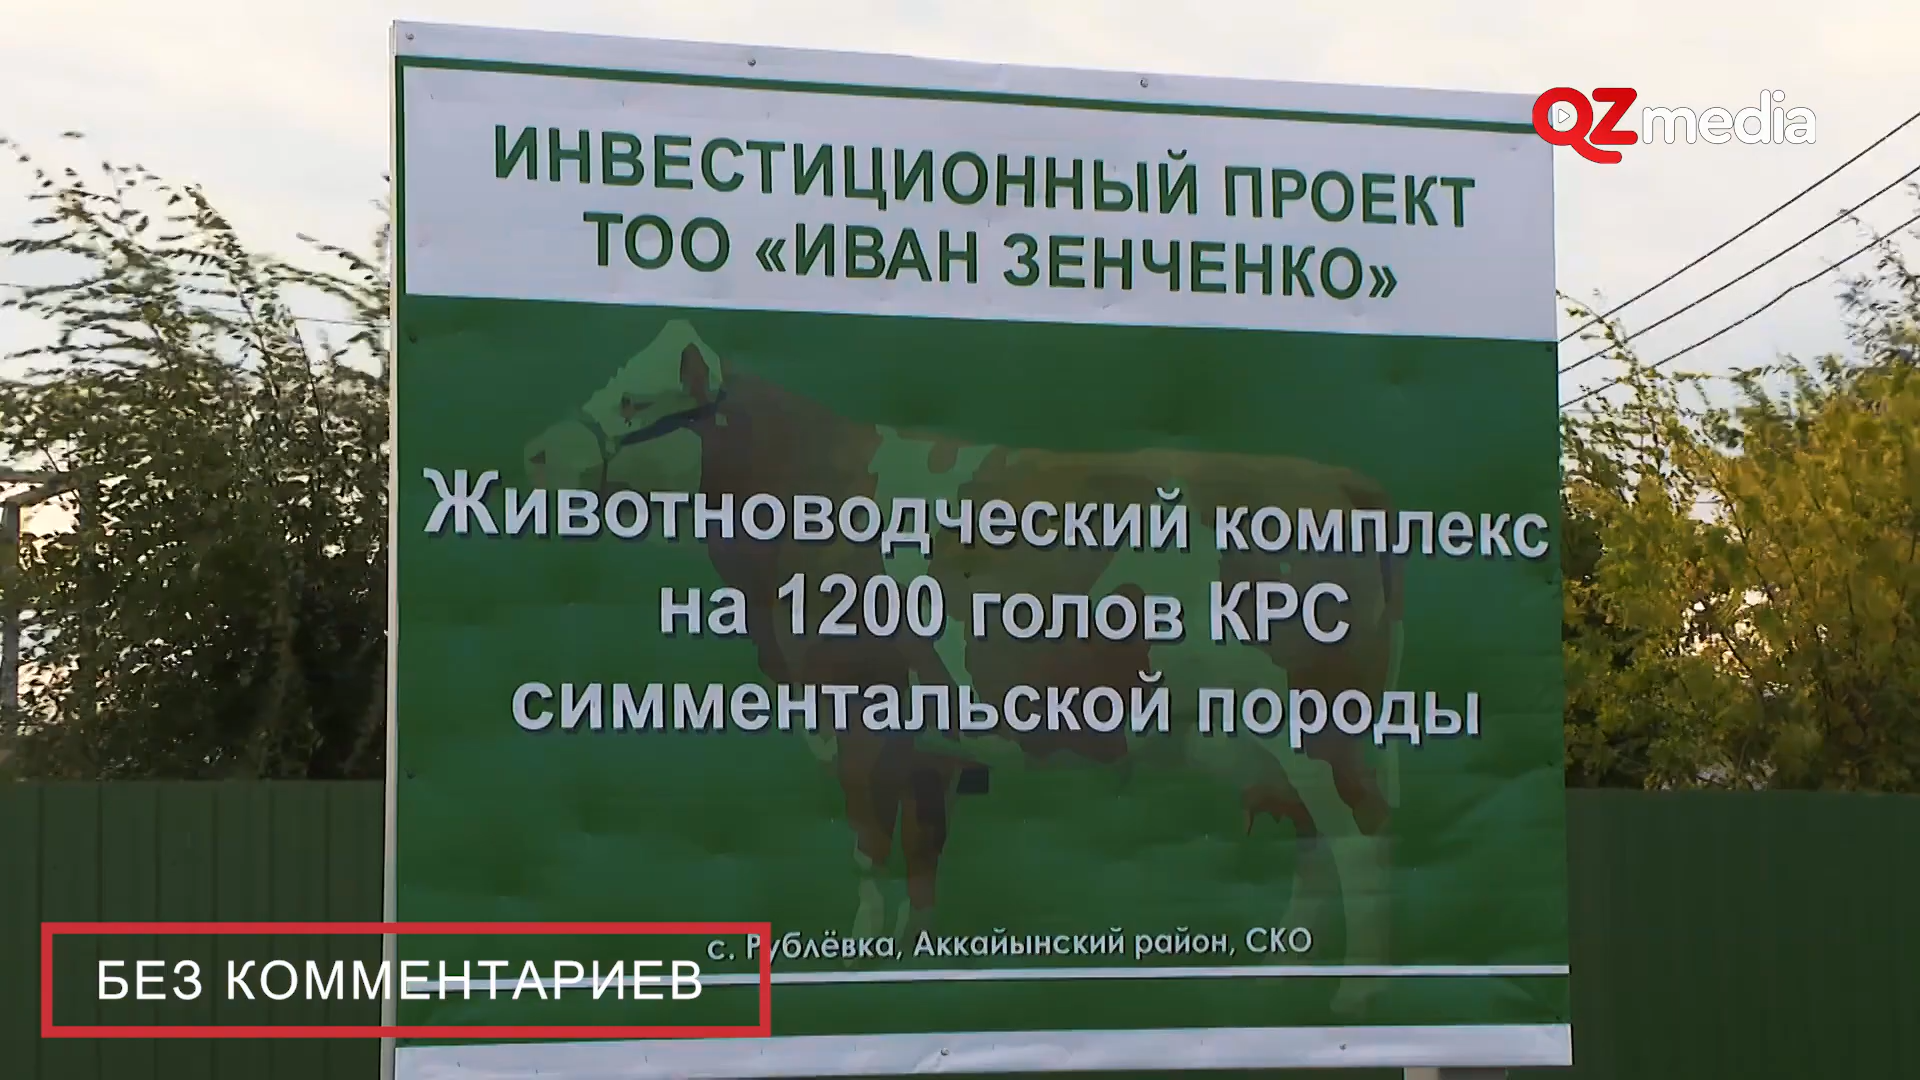 QZmedia
ИНВЕСТИЦИОННЫЙ ПРОЕКТ
ТОО «ИВАН ЗЕНЧЕНКО»
Животноводческий комплекс
на 1200 голов КРС
симментальской породы
с. Рублёвка, Аккайынский район, СКО
БЕЗ КОММЕНТАРИЕВ